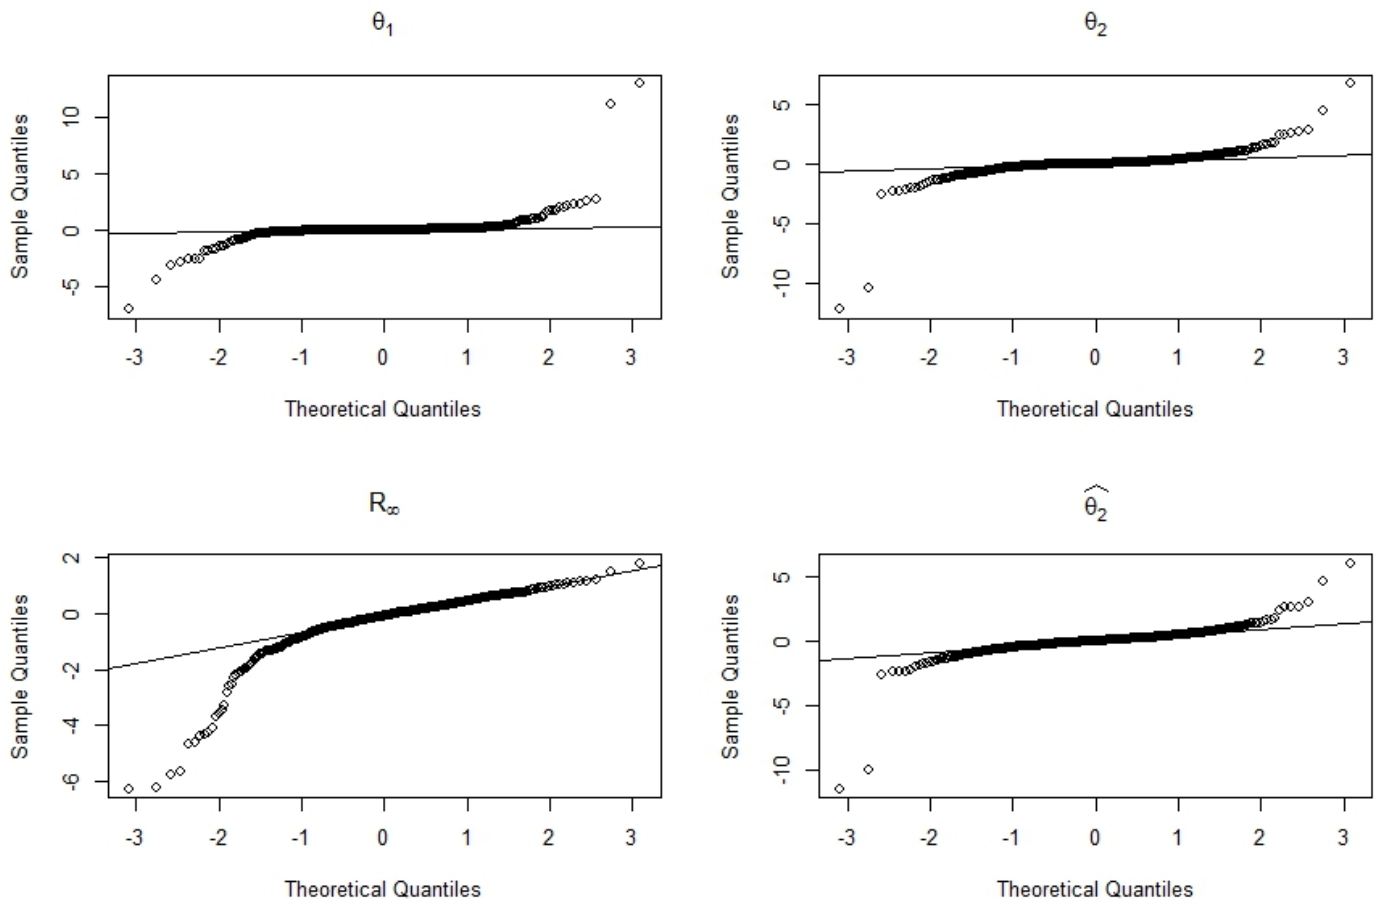 θ1
Sample Quantiles
10
5
0
-5
-3 -2 -1 0 1 2 3
Theoretical Quantiles
θ2
Sample Quantiles
5
0
-5
-10
-3 -2 -1 0 1 2 3
Theoretical Quantiles
R∞
Sample Quantiles
2
0
-2
-4
-6
-3 -2 -1 0 1 2 3
Theoretical Quantiles
θ̂2
Sample Quantiles
5
0
-5
-10
-3 -2 -1 0 1 2 3
Theoretical Quantiles